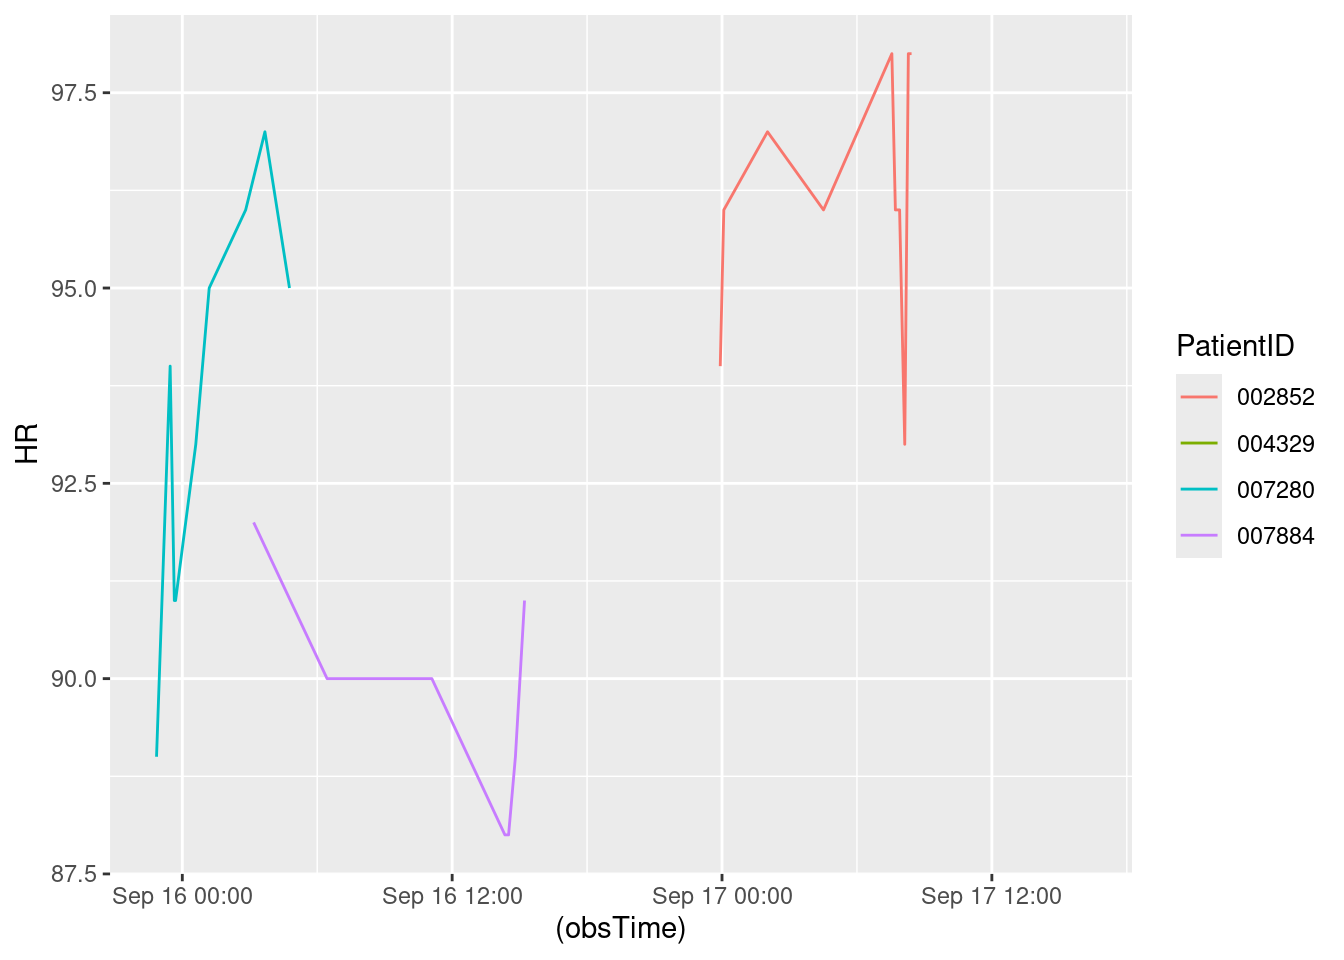 97.5
95.0
92.5
90.0
87.5
HR
Sep 16 00:00
Sep 16 12:00
Sep 17 00:00
Sep 17 12:00
(obsTime)
PatientID
002852
004329
007280
007884